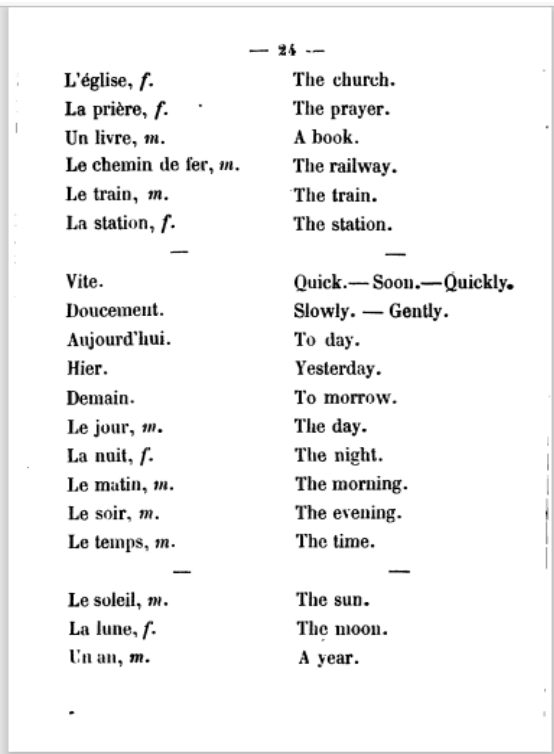 — 24 —
L'église, f. The church.
La prière, f. The prayer.
Un livre, m. A book.
Le chemin de fer, m. The railway.
Le train, m. The train.
La station, f. The station.
— —
Vite. Quick.— Soon.—Quickly.
Doucement. Slowly. — Gently.
Aujourd'hui. To day.
Hier. Yesterday.
Demain. To morrow.
Le jour, m. The day.
La nuit, f. The night.
Le matin, m. The morning.
Le soir, m. The evening.
Le temps, m. The time.
— —
Le soleil, m. The sun.
La lune, f. The moon.
Un an, m. A year.